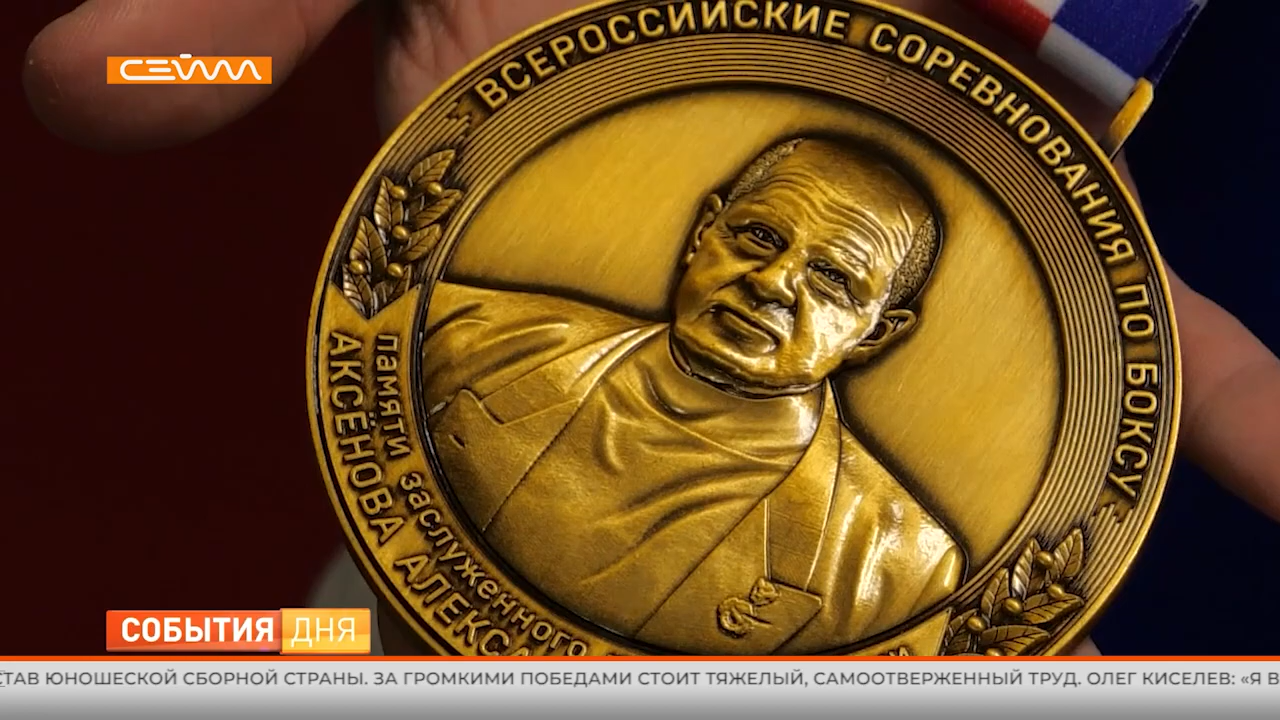 СЕЙМ
ВСЕРОССИЙСКИЕ СОРЕВНОВАНИЯ ПО БОКСУ
памяти заслуженного
АКСЁНОВА
СОБЫТИЯ ДНЯ
ЮНОШЕСКОЙ СБОРНОЙ СТРАНЫ. ЗА ГРОМКИМИ ПОБЕДАМИ СТОИТ ТЯЖЕЛЫЙ, САМООТВЕРЖЕННЫЙ ТРУД. ОЛЕГ КИСЕЛЕВ: «Я